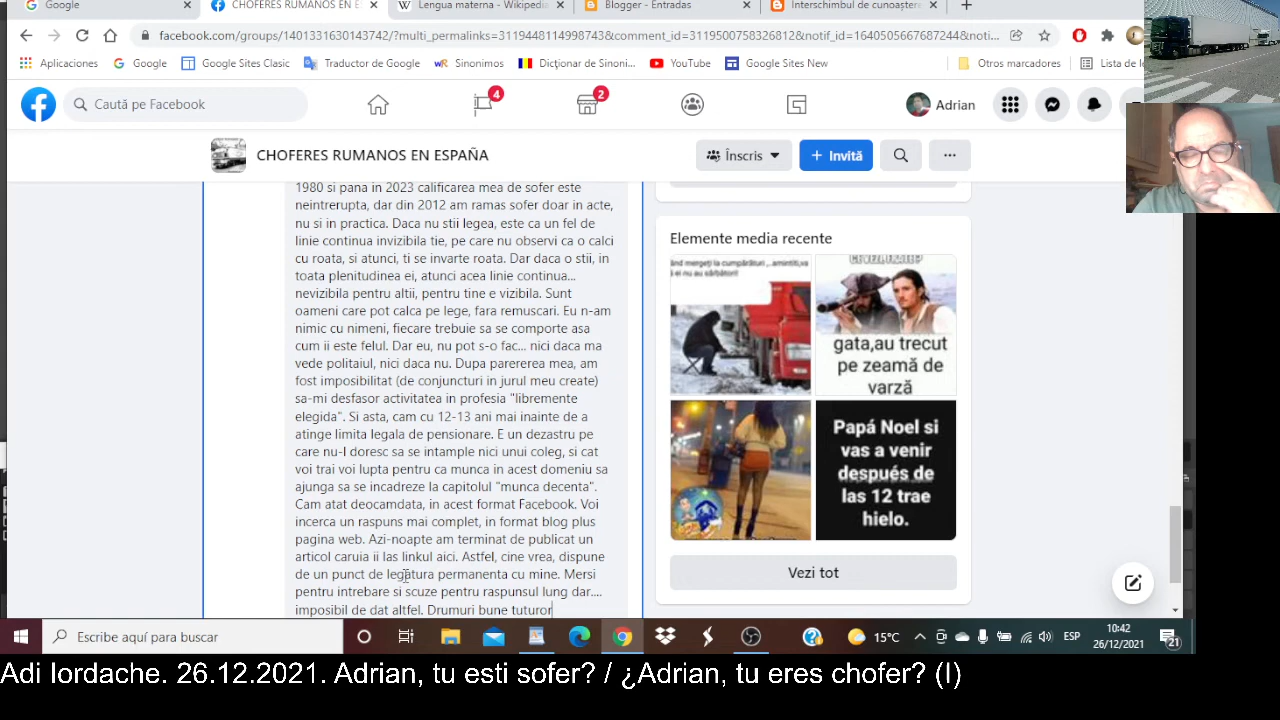 Google
CHOFERES RUMANOS EN ESPAÑA
Lengua materna - Wikipedi
Blogger - Entradas
Interschimbul de cunoaștere
facebook.com/groups/1401331630143742/?multi_permlinks=3119448114998743&comment_id=3119500758326812&notif_id=1640505667687244&noti...
Aplicaciones
Google
Google Sites Clasic
Traductor de Google
Sinonimos
Dicționar de Sinoni...
YouTube
Google Sites New
Otros marcadores
Lista de le
Caută pe Facebook
4
2
Adrian
CHOFERES RUMANOS EN ESPAÑA
Înscris
+ Invită
1980 si pana in 2023 calificarea mea de sofer este
neintrerupta, dar din 2012 am ramas sofer doar in acte,
nu si in practica. Daca nu stii legea, este ca un fel de
linie continua invizibila tie, pe care nu observi ca o calci
cu roata, si atunci, ti se invarte roata. Dar daca o stii, in
toata plenitudinea ei, atunci acea linie continua...
nevizibila pentru altii, pentru tine e vizibila. Sunt
oameni care pot calca pe lege, fara remuscari. Eu n-am
nimic cu nimeni, fiecare trebuie sa se comporte asa
cum ii este felul. Dar eu, nu pot s-o fac... nici daca ma
vede politaiul, nici daca nu. Dupa parererea mea, am
fost imposibilitat (de conjuncturi in jurul meu create)
sa-mi desfasor activitatea in profesia "libremente
elegida". Si asta, cam cu 12-13 ani mai inainte de a
atinge limita legala de pensionare. E un dezastru pe
care nu-l doresc sa se intample nici unui coleg, si cat
voi trai voi lupta pentru ca munca in acest domeniu sa
ajunga sa se incadreze la capitolul "munca decenta".
Cam atat deocamdata, in acest format Facebook. Voi
incerca un raspuns mai complet, in format blog plus
pagina web. Azi-noapte am terminat de publicat un
articol caruia ii las linkul aici. Astfel, cine vrea, dispune
de un punct de legatura permanenta cu mine. Mersi
pentru intrebare si scuze pentru raspunsul lung dar....
imposibil de dat altfel. Drumuri bune tuturor
Elemente media recente
ând mergeți la cumpărături ,..amintiți,va
ă ei nu au sărbători!
gata,au trecut
pe zeamă de
varză
Papá Noel si
vas a venir
después de
las 12 trae
hielo.
Vezi tot
Escribe aquí para buscar
15°C
ESP
10:42
26/12/2021
21
Adi Iordache. 26.12.2021. Adrian, tu esti sofer? / ¿Adrian, tu eres chofer? (I)